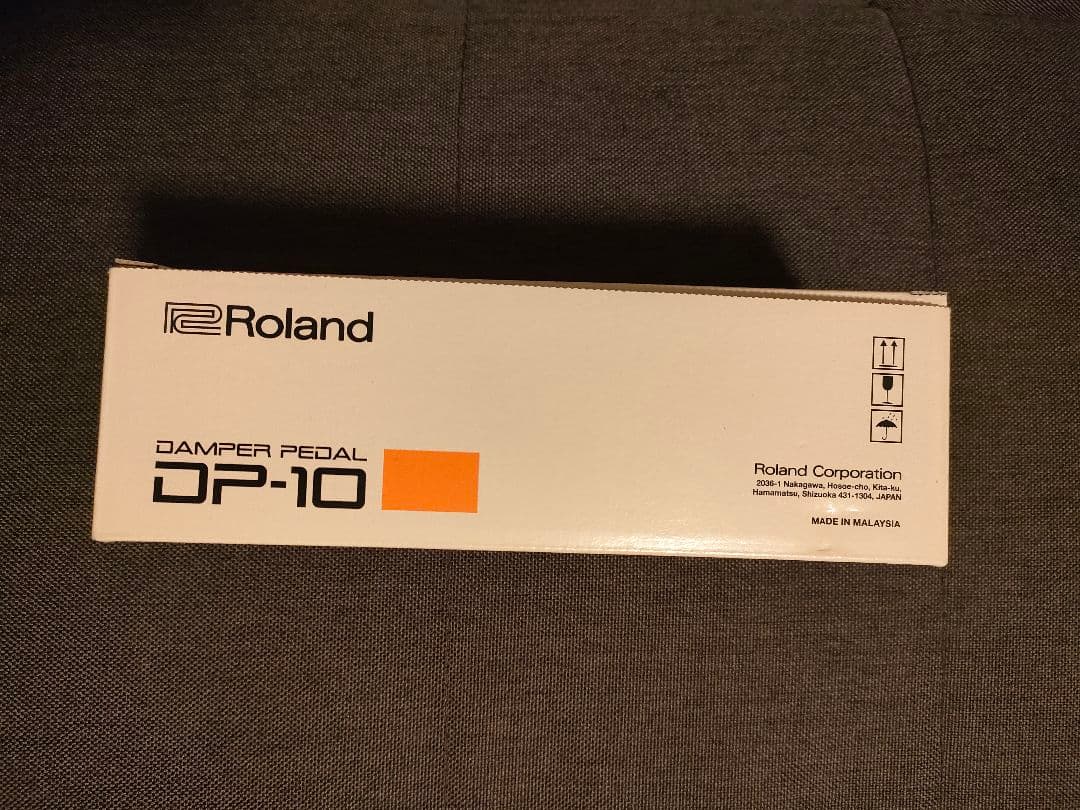 Roland
DAMPER PEDAL
DP-10
Roland Corporation
2036-1 Nakagawa, Hosoe-cho, Kita-ku,
Hamamatsu, Shizuoka 431-1304, JAPAN
MADE IN MALAYSIA